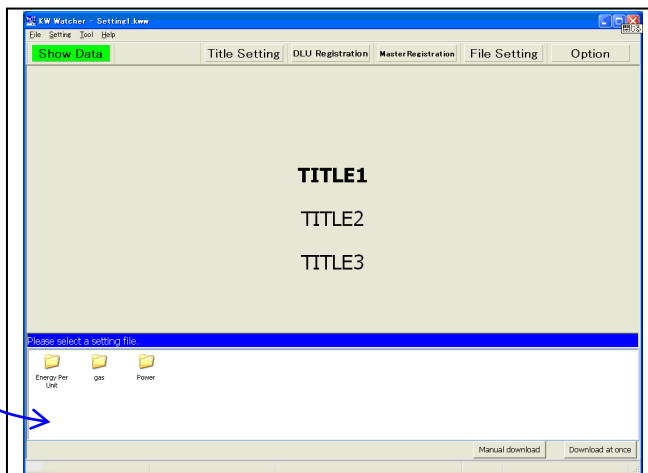 KW Watcher - Setting1.kww
File Setting Tool Help
Show Data Title Setting DLU Registration MasterRegistration File Setting Option
TITLE1
TITLE2
TITLE3
Please select a setting file.
Energy Per Unit gas Power
Manual download Download at once